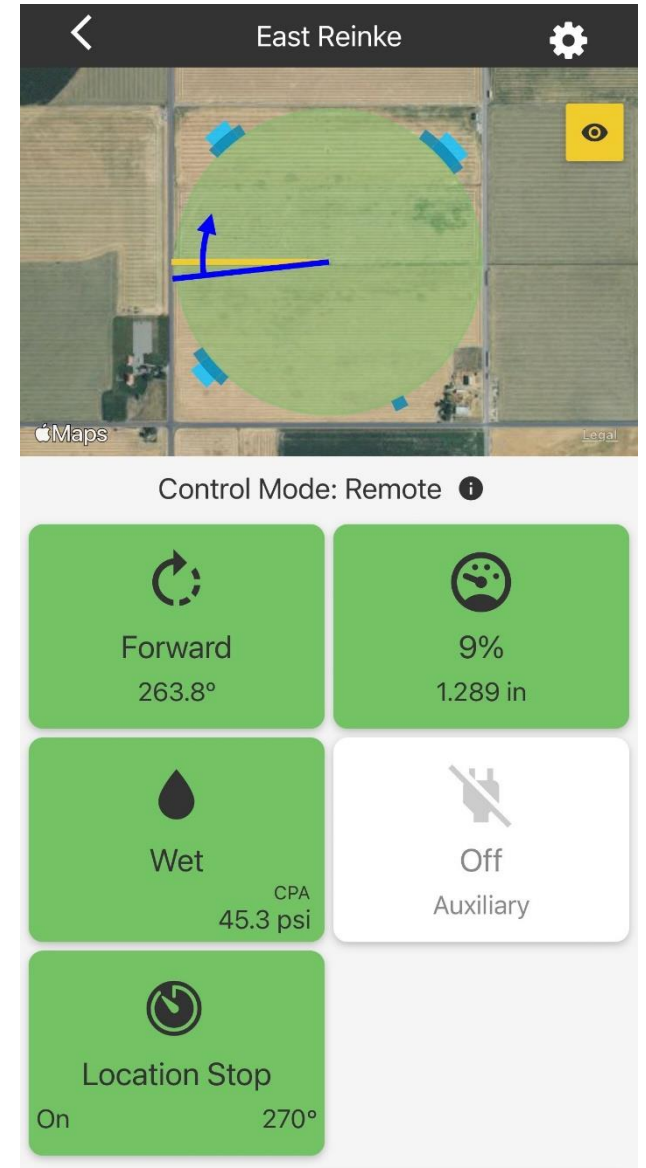 East Reinke
Maps
Legal
Control Mode: Remote
Forward
263.8°
9%
1.289 in
Wet
CPA
45.3 psi
Off
Auxiliary
Location Stop
On 270°